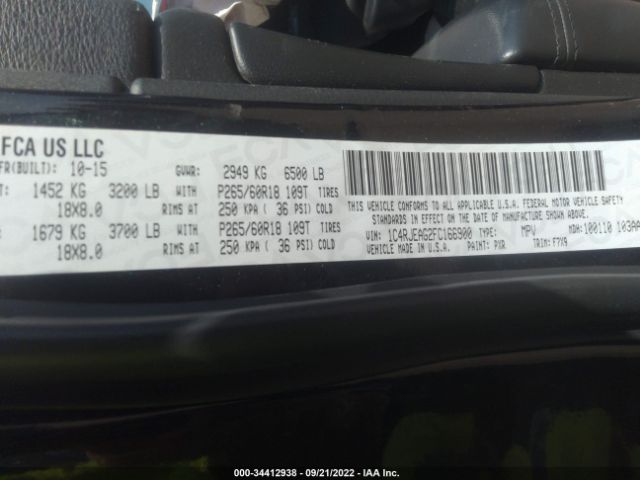 FCA US LLC
FR(BUILT): 10-15 GVWR: 2949 KG 6500 LB
T: 1452 KG 3200 LB WITH P265/60R18 109T TIRES
18X8.0 RIMS AT 250 KPA ( 36 PSI) COLD
: 1679 KG 3700 LB WITH P265/60R18 109T TIRES
18X8.0 RIMS AT 250 KPA ( 36 PSI) COLD
THIS VEHICLE CONFORMS TO ALL APPLICABLE U.S.A. FEDERAL MOTOR VEHICLE SAFETY
STANDARDS IN EFFECT ON THE DATE OF MANUFACTURE SHOWN ABOVE.
VIN: 1C4RJEAG2FC166900 TYPE: MPV MDH: 100110 103AA
VEHICLE MADE IN U.S.A. PAINT: PXR TRIM: F7X9
000-34412938 - 09/21/2022 - IAA Inc.